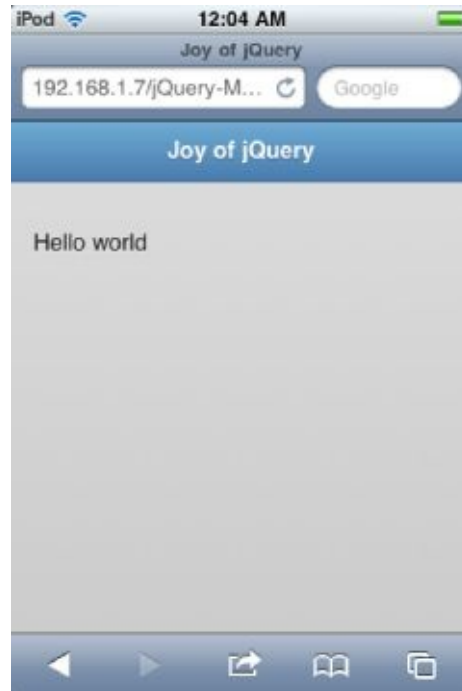 iPod 12:04 AM
Joy of jQuery
192.168.1.7/jQuery-M... Google
Joy of jQuery
Hello world